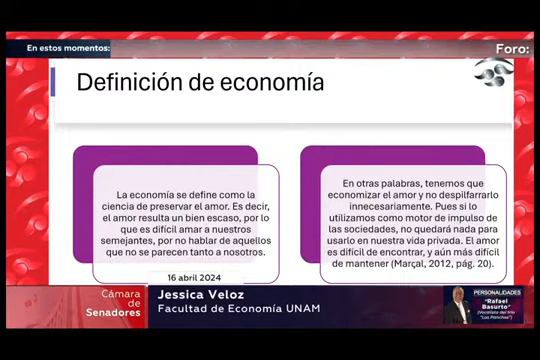 En estos momentos:
Foro:
Definición de economía
La economía se define como la
ciencia de preservar el amor. Es decir,
el amor resulta un bien escaso, por lo
que es difícil amar a nuestros
semejantes, por no hablar de aquellos
que no se parecen tanto a nosotros.
En otras palabras, tenemos que
economizar el amor y no despilfarrarlo
innecesariamente. Pues si lo
utilizamos como motor de impulso de
las sociedades, no quedará nada para
usarlo en nuestra vida privada. El amor
es difícil de encontrar, y aún más difícil
de mantener (Marçal, 2012, pág. 20).
16 abril 2024
Cámara
de
Senadores
Jessica Veloz
Facultad de Economía UNAM
PERSONALIDADES
"Rafael
Basurto"
(Vocalista del trío
"Los Panchos")